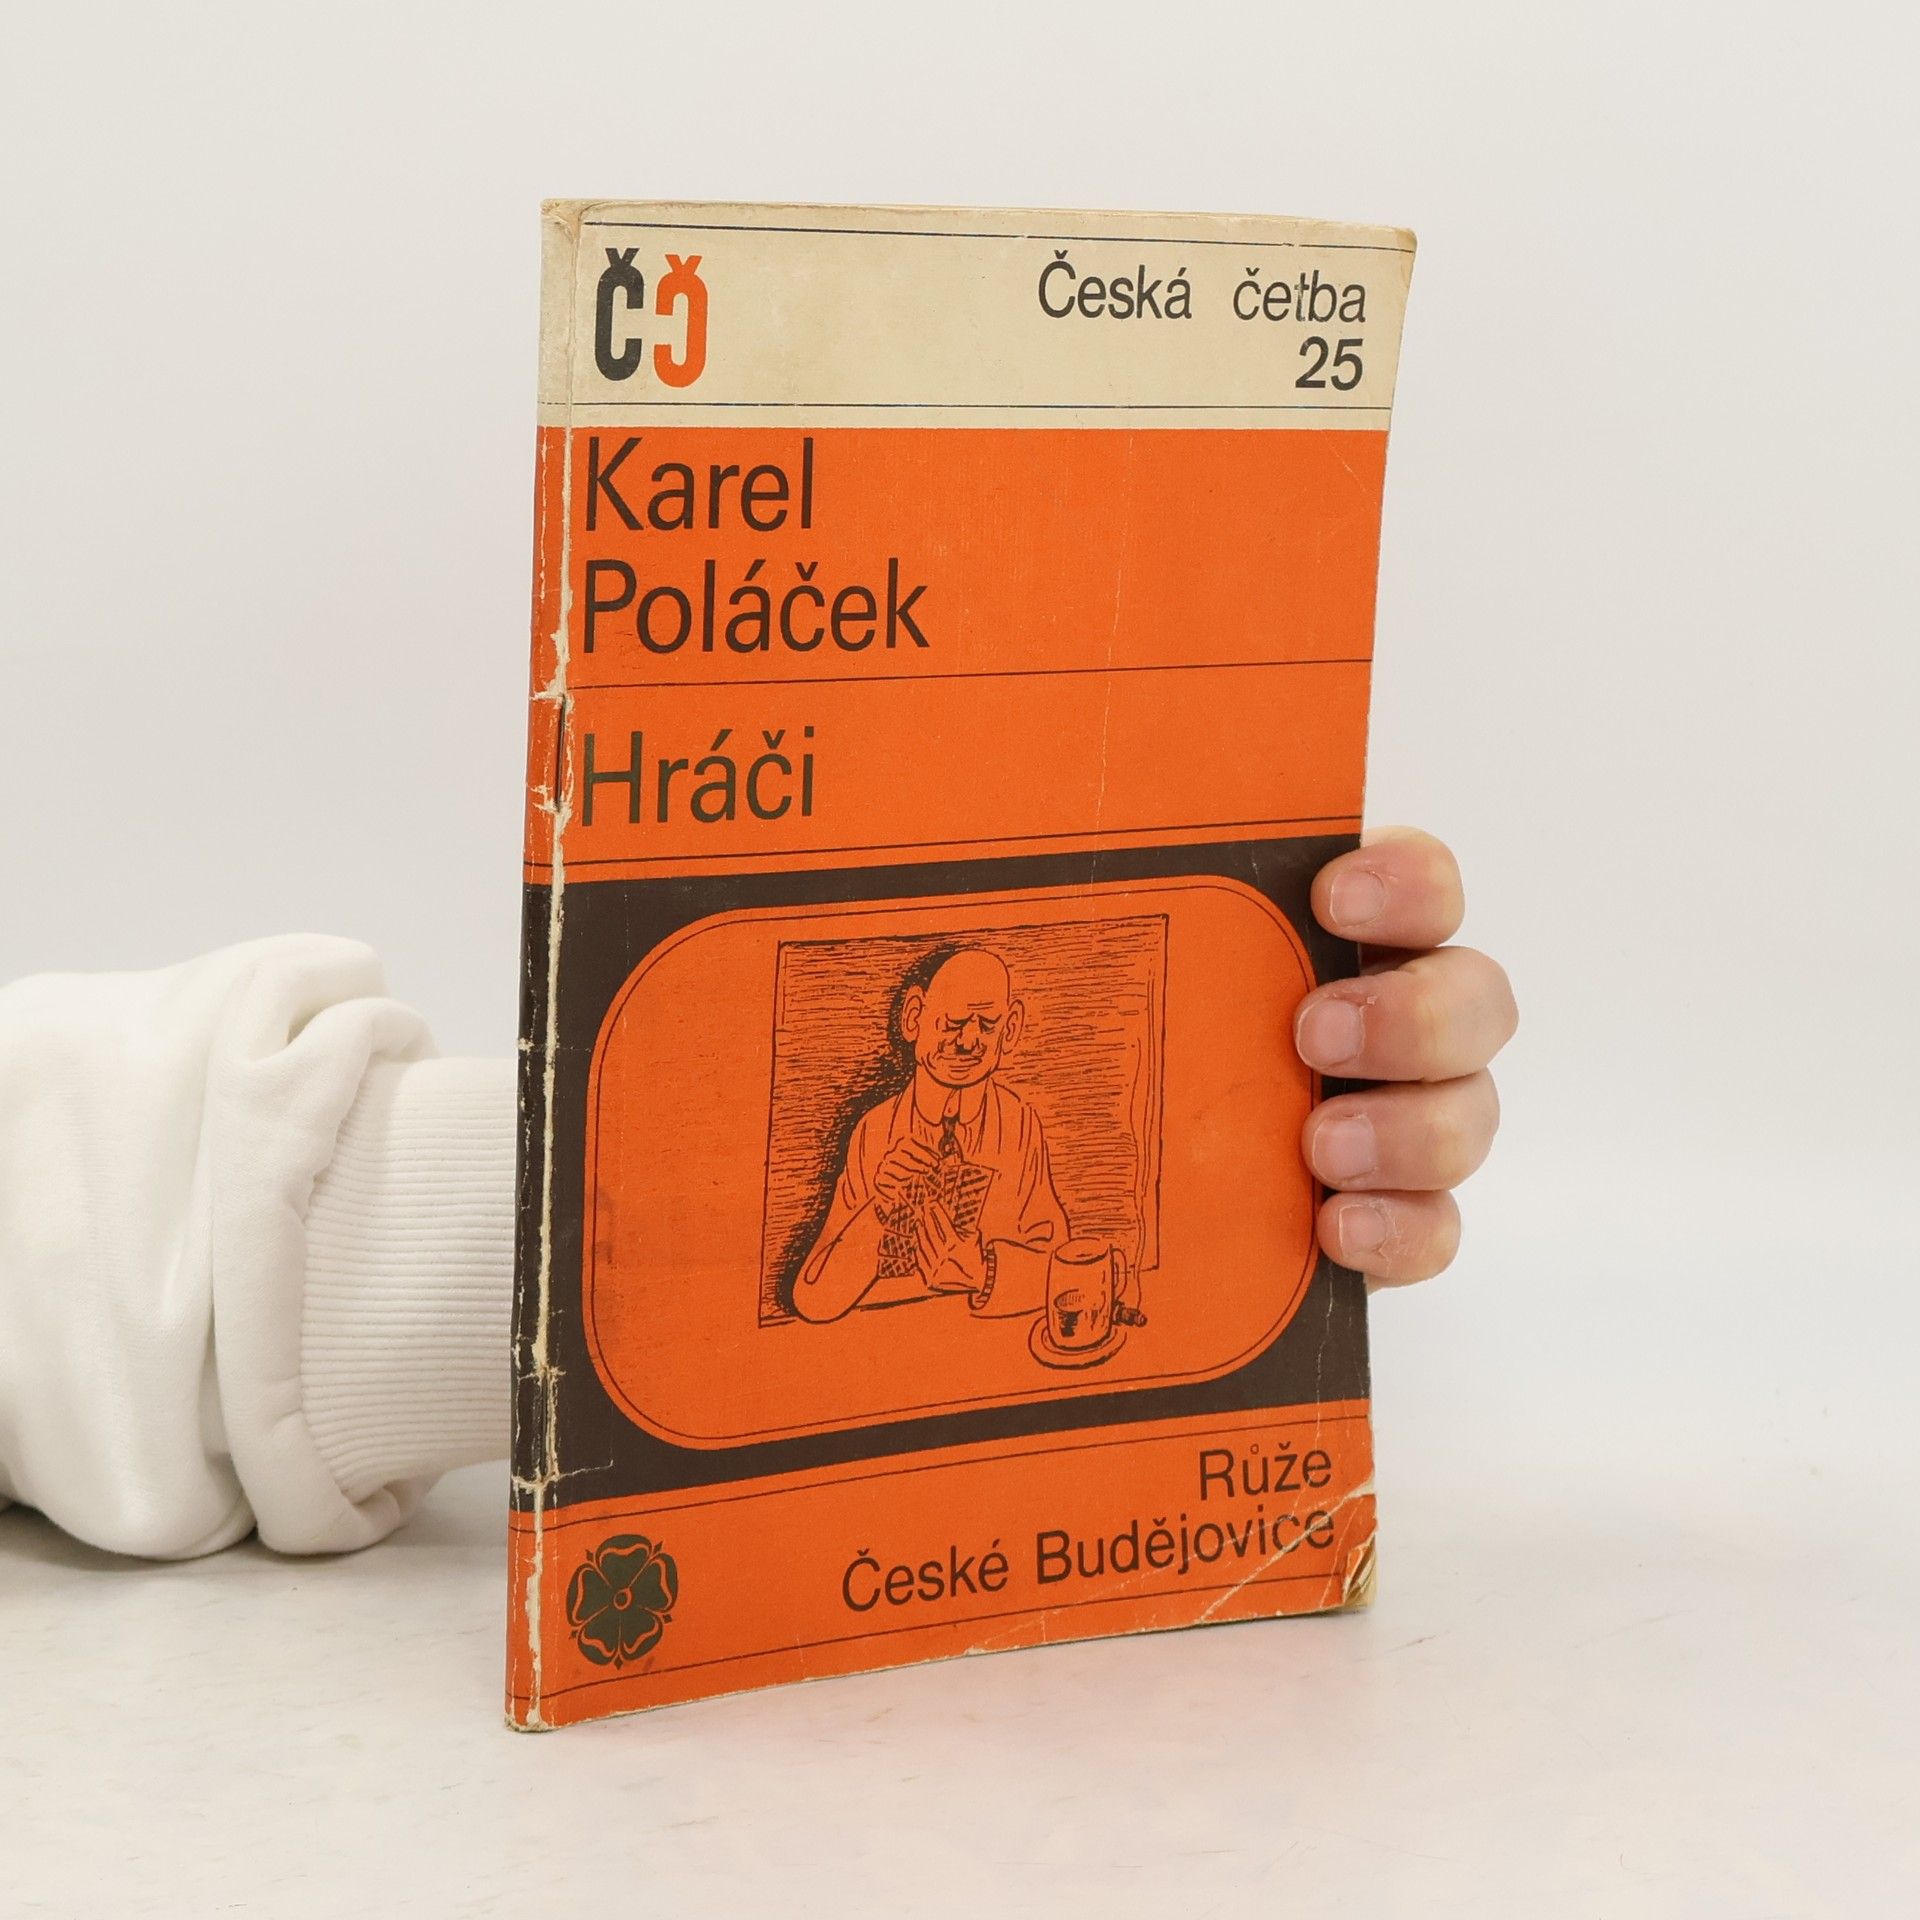 ČČ
Česká četba
25
Karel
Poláček
Hráči
Růže
České Budějovice